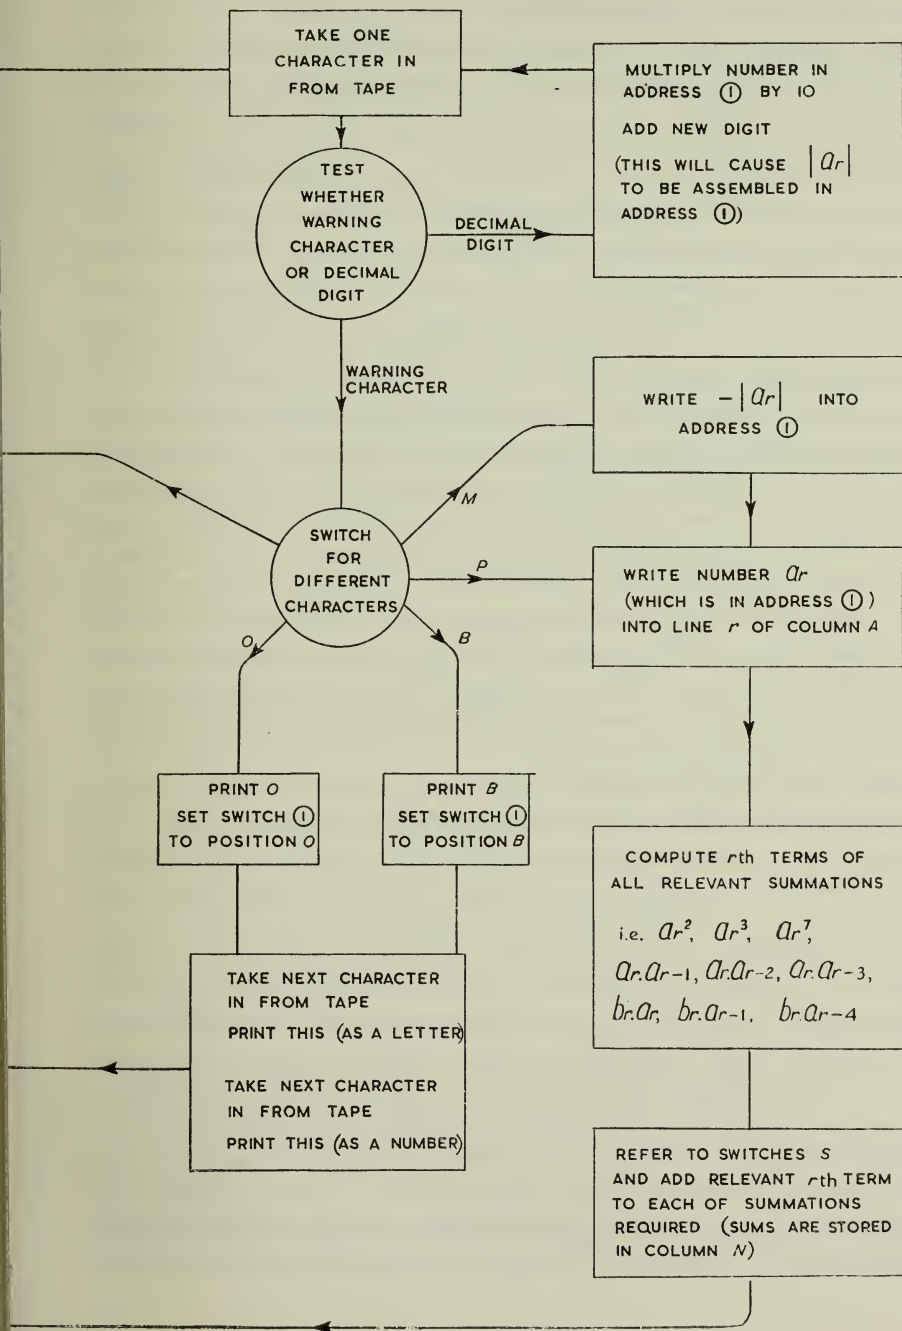 TAKE ONE
CHARACTER IN
FROM TAPE
MULTIPLY NUMBER IN
ADDRESS ① BY 10
ADD NEW DIGIT
(THIS WILL CAUSE |ar|
TO BE ASSEMBLED IN
ADDRESS ①)
TEST
WHETHER
WARNING
CHARACTER
OR DECIMAL
DIGIT
DECIMAL
DIGIT
WARNING
CHARACTER
WRITE −|ar| INTO
ADDRESS ①
M
SWITCH
FOR
DIFFERENT
CHARACTERS
P
O
B
WRITE NUMBER ar
(WHICH IS IN ADDRESS ①)
INTO LINE r OF COLUMN A
PRINT O
SET SWITCH ①
TO POSITION O
PRINT B
SET SWITCH ①
TO POSITION B
COMPUTE rth TERMS OF
ALL RELEVANT SUMMATIONS
i.e. ar², ar³, ar⁷,
ar.ar-1, ar.ar-2, ar.ar-3,
br.ar, br.ar-1, br.ar-4
TAKE NEXT CHARACTER
IN FROM TAPE
PRINT THIS (AS A LETTER)
TAKE NEXT CHARACTER
IN FROM TAPE
PRINT THIS (AS A NUMBER)
REFER TO SWITCHES S
AND ADD RELEVANT rth TERM
TO EACH OF SUMMATIONS
REQUIRED (SUMS ARE STORED
IN COLUMN N)